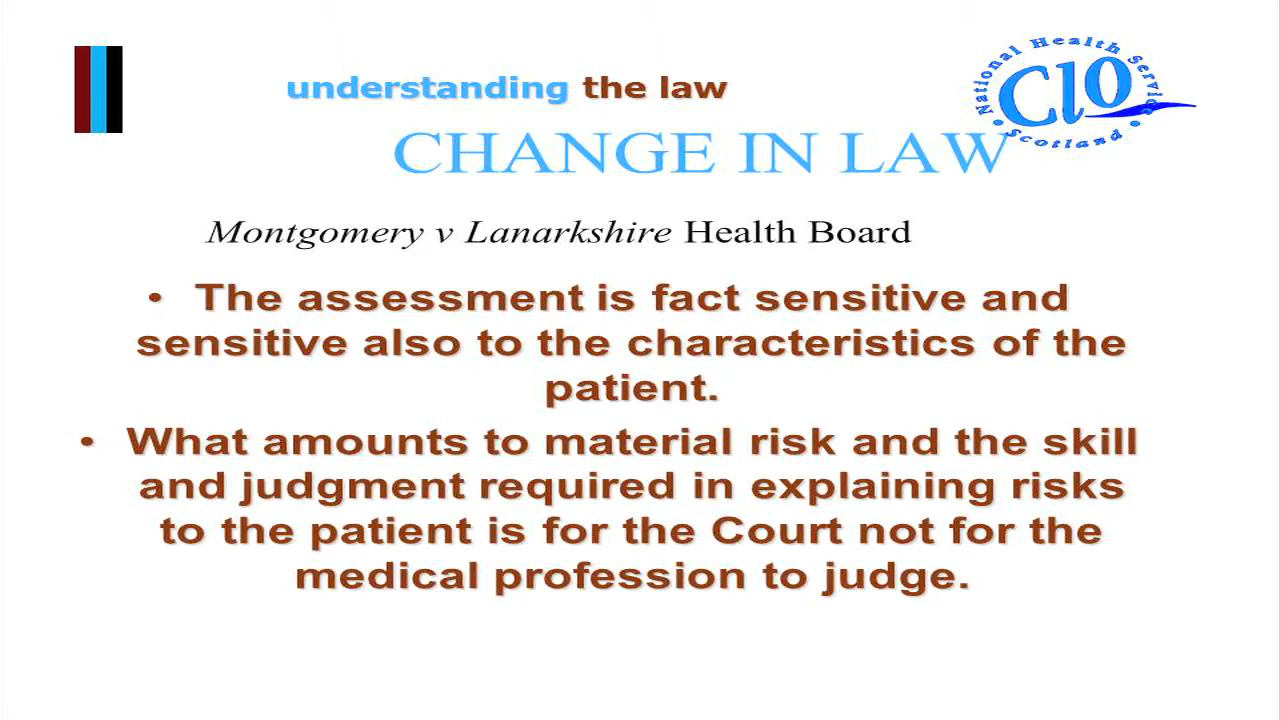 understanding the law
National Health Service
ClO
Scotland
CHANGE IN LAW
Montgomery v Lanarkshire Health Board
• The assessment is fact sensitive and
sensitive also to the characteristics of the
patient.
• What amounts to material risk and the skill
and judgment required in explaining risks
to the patient is for the Court not for the
medical profession to judge.